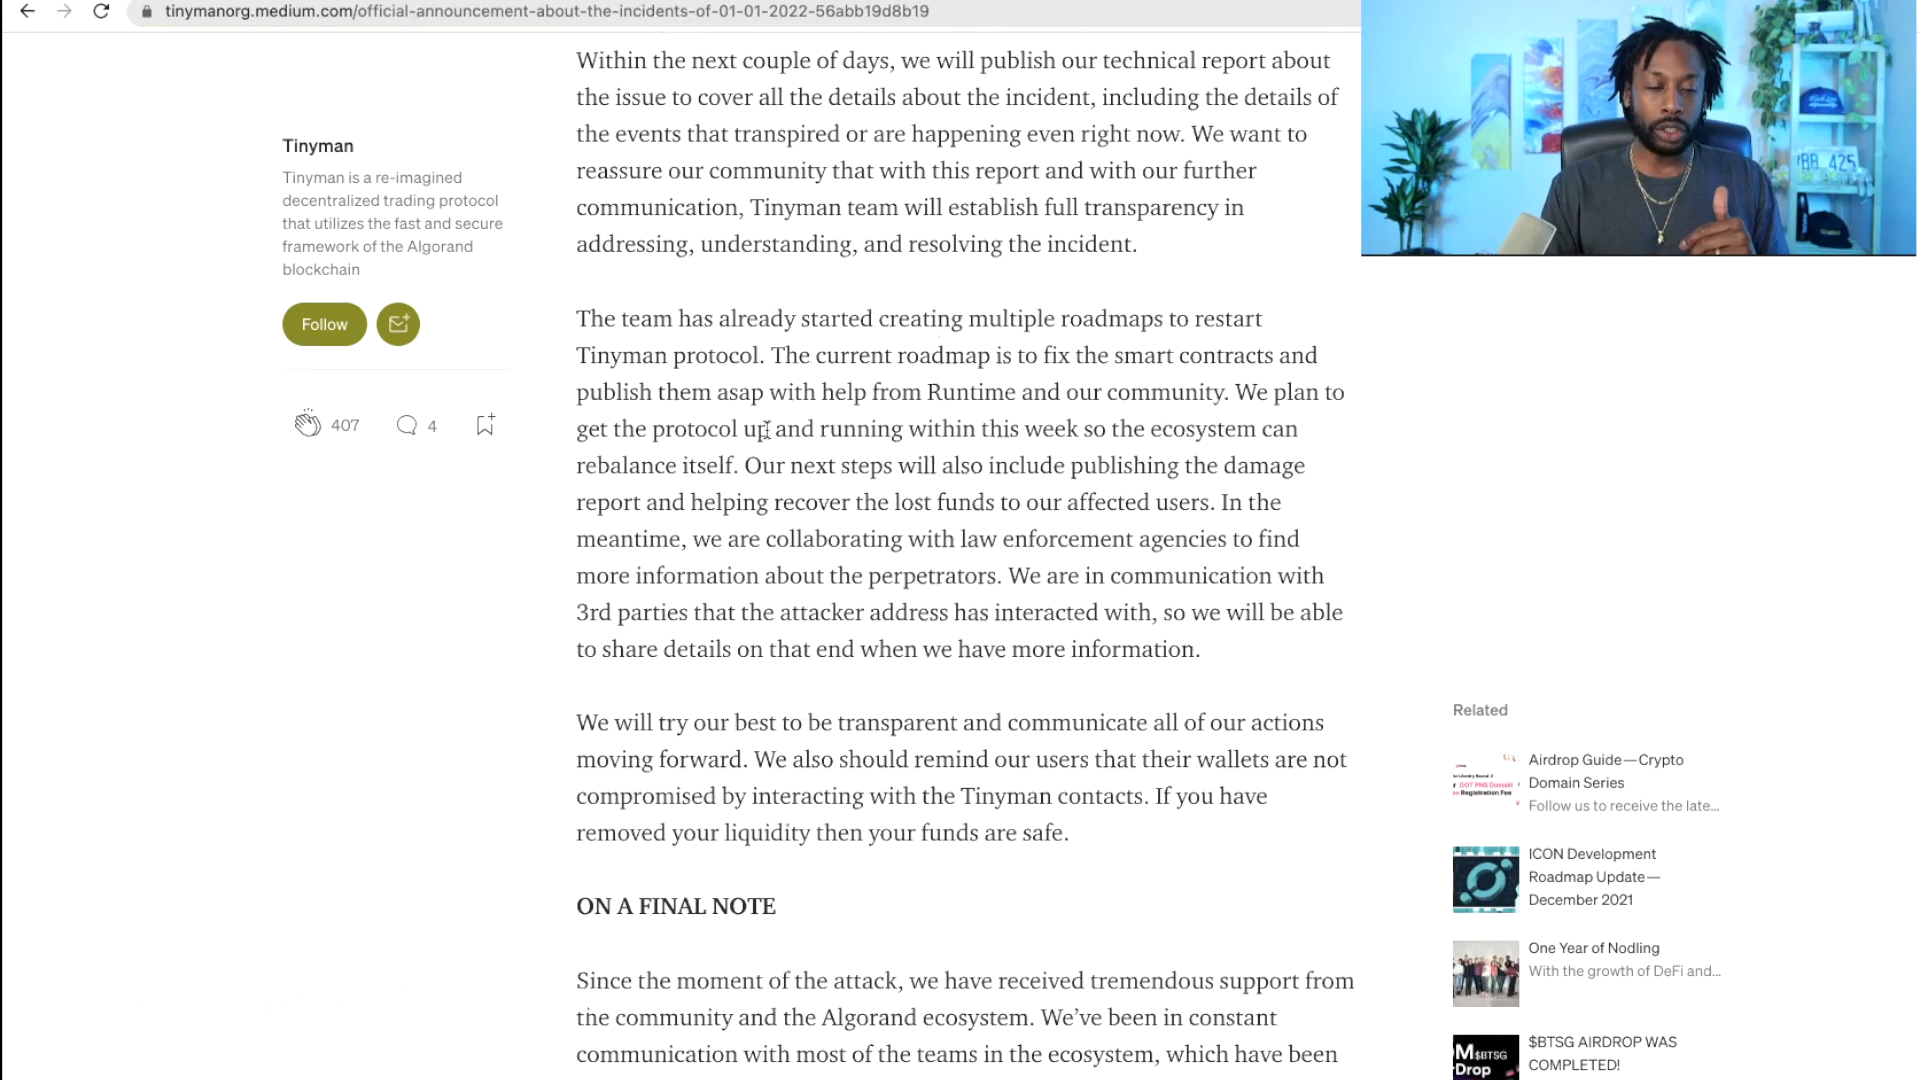 tinymanorg.medium.com/official-announcement-about-the-incidents-of-01-01-2022-56abb19d8b19
Within the next couple of days, we will publish our technical report about
the issue to cover all the details about the incident, including the details of
the events that transpired or are happening even right now. We want to
reassure our community that with this report and with our further
communication, Tinyman team will establish full transparency in
addressing, understanding, and resolving the incident.
Tinyman
Tinyman is a re-imagined
decentralized trading protocol
that utilizes the fast and secure
framework of the Algorand
blockchain
Follow
407
4
The team has already started creating multiple roadmaps to restart
Tinyman protocol. The current roadmap is to fix the smart contracts and
publish them asap with help from Runtime and our community. We plan to
get the protocol up and running within this week so the ecosystem can
rebalance itself. Our next steps will also include publishing the damage
report and helping recover the lost funds to our affected users. In the
meantime, we are collaborating with law enforcement agencies to find
more information about the perpetrators. We are in communication with
3rd parties that the attacker address has interacted with, so we will be able
to share details on that end when we have more information.
We will try our best to be transparent and communicate all of our actions
moving forward. We also should remind our users that their wallets are not
compromised by interacting with the Tinyman contacts. If you have
removed your liquidity then your funds are safe.
ON A FINAL NOTE
Since the moment of the attack, we have received tremendous support from
the community and the Algorand ecosystem. We've been in constant
communication with most of the teams in the ecosystem, which have been
BB 425
Related
Airdrop Guide—Crypto
Domain Series
Follow us to receive the late...
DOT PNS Domain
Registration Fee
ICON Development
Roadmap Update—
December 2021
One Year of Nodling
With the growth of DeFi and...
$BTSG AIRDROP WAS
COMPLETED!
M $BTSG
Drop